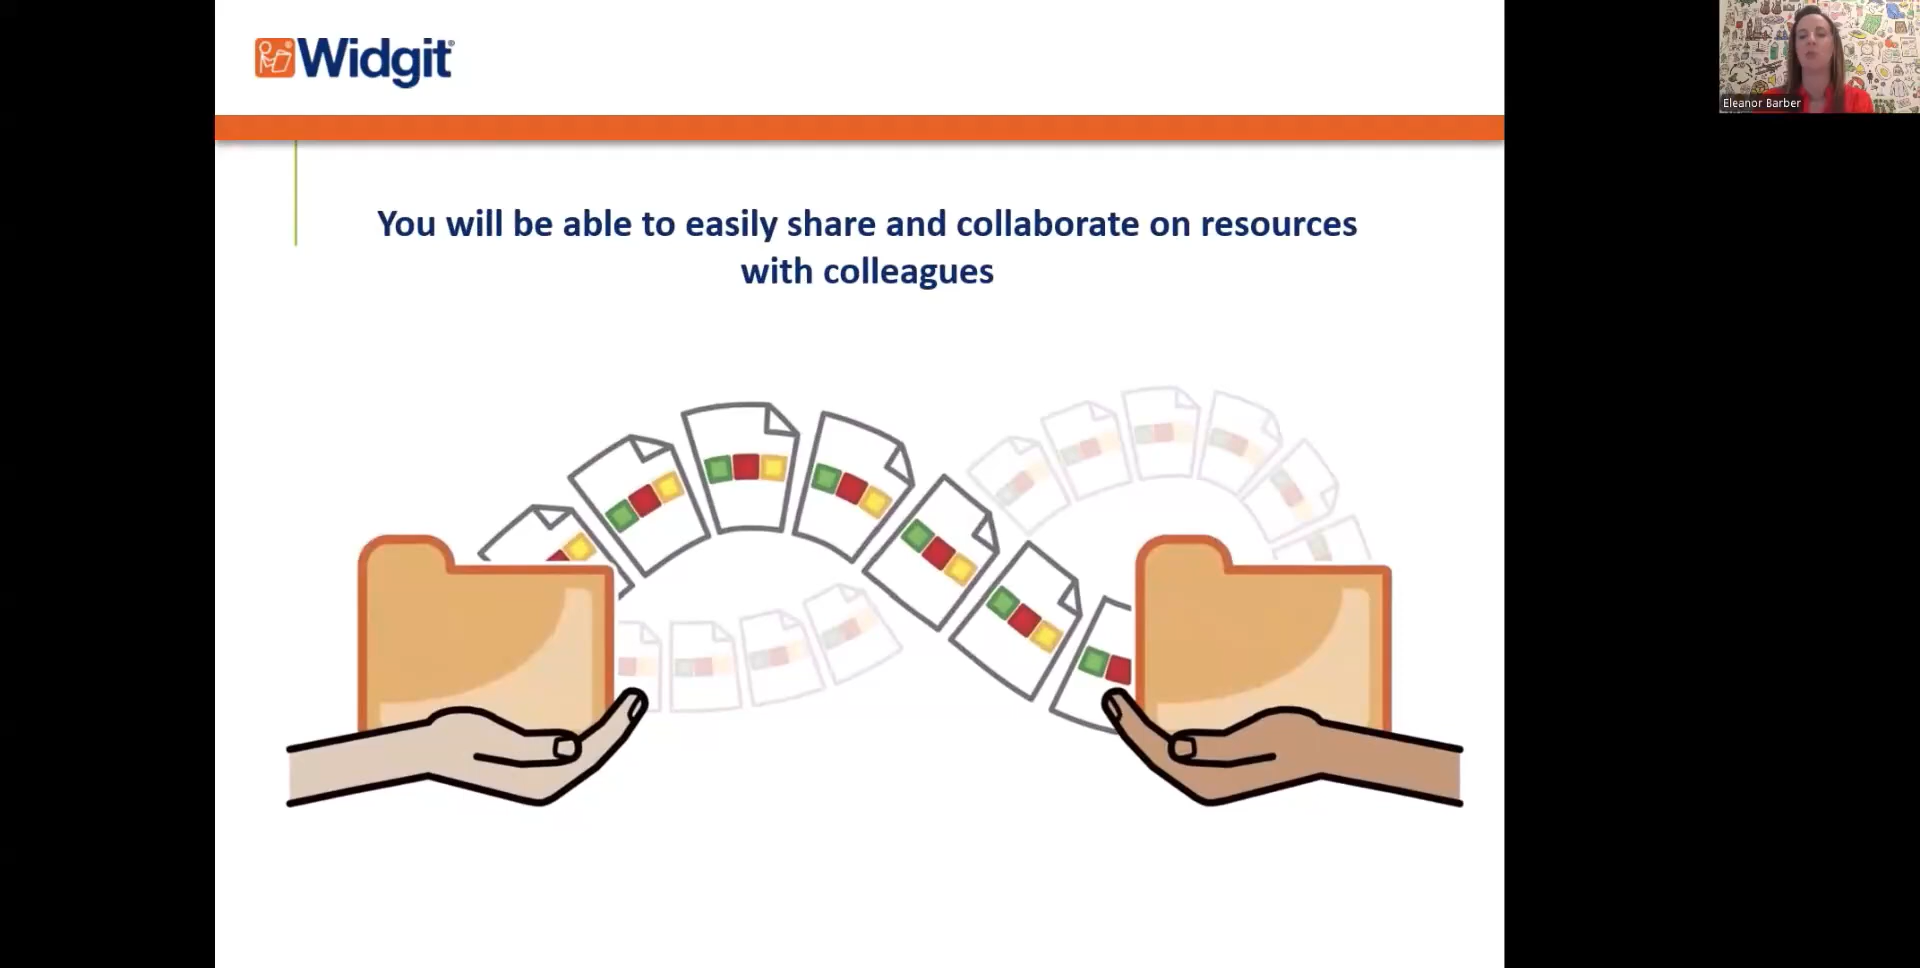 Widgit
Eleanor Barber
You will be able to easily share and collaborate on resources
with colleagues